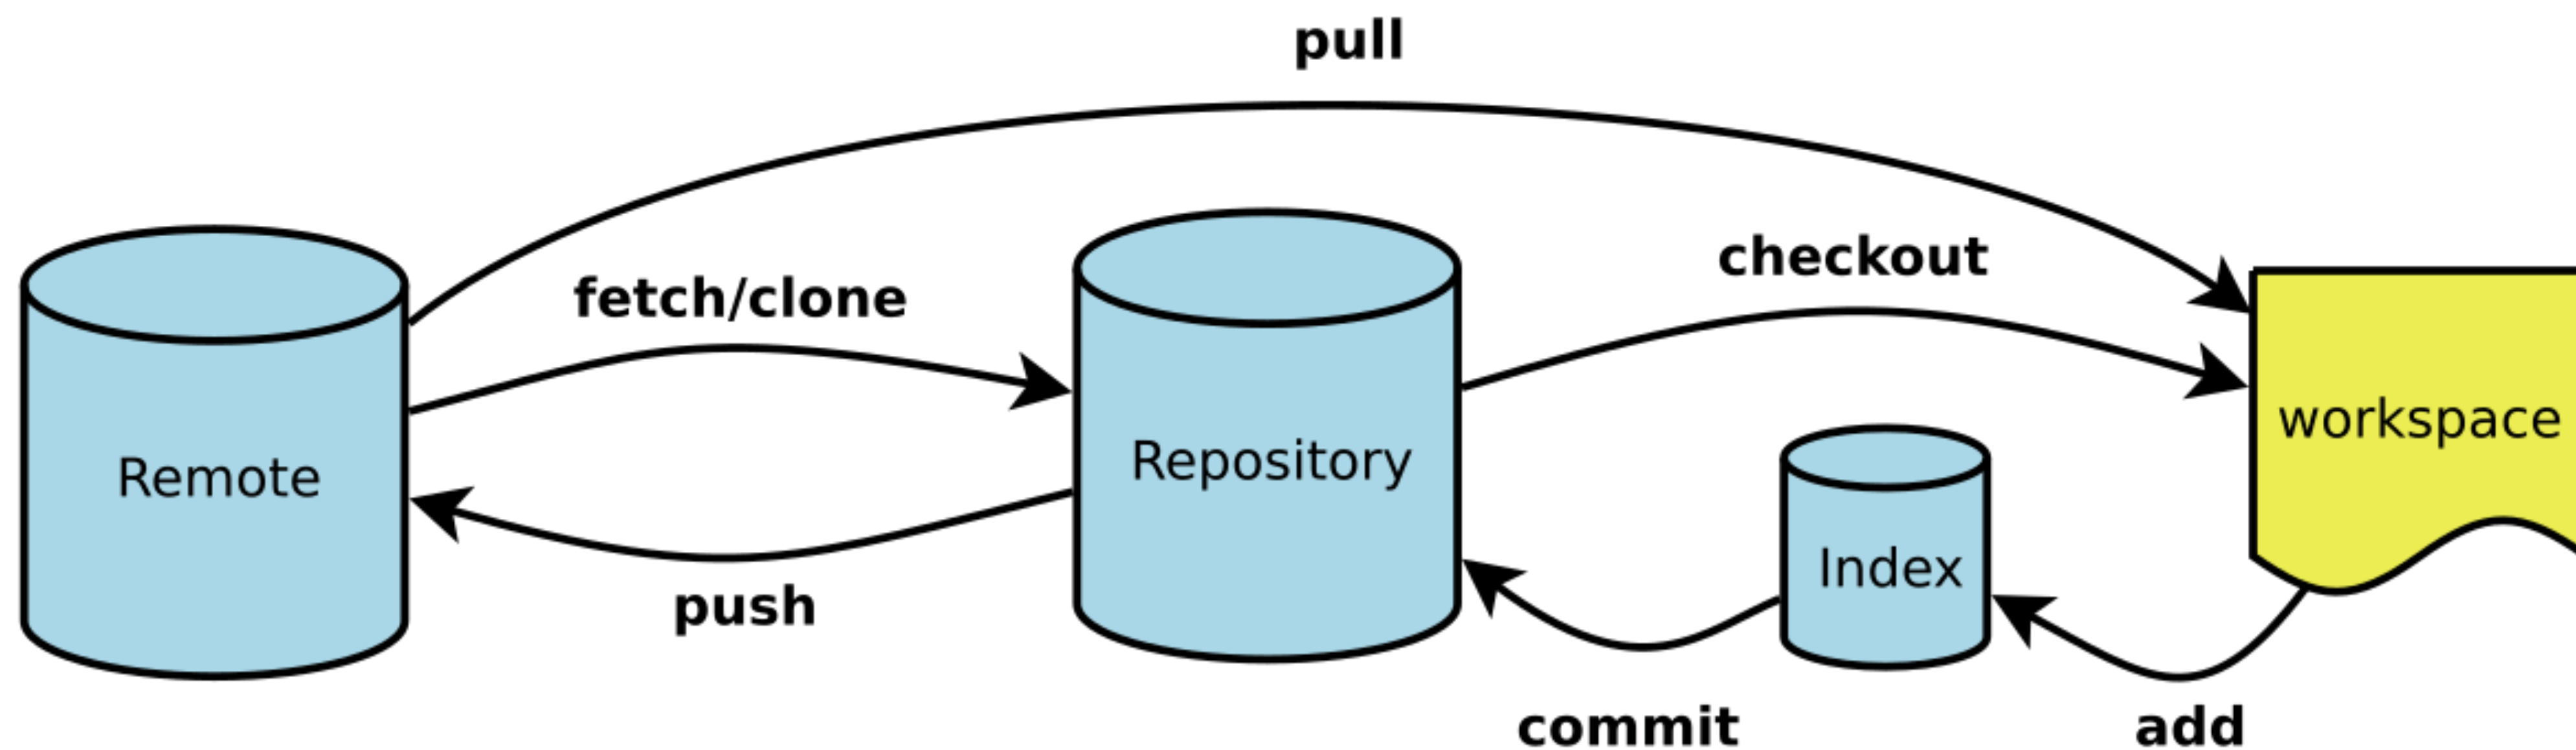 pull
fetch/clone
checkout
Remote
Repository
workspace
Index
push
commit
add